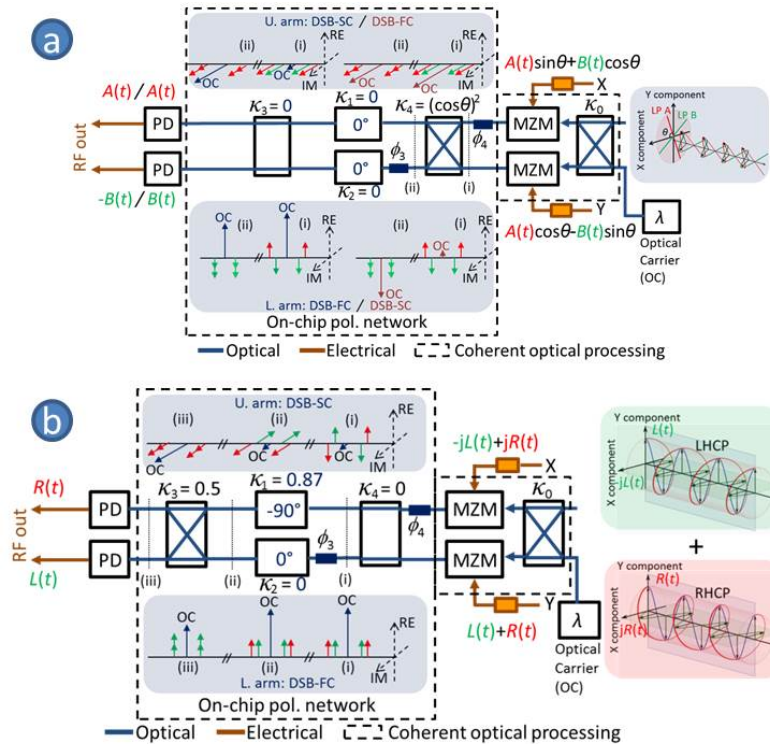 a
U. arm: DSB-SC / DSB-FC
(ii)
(i)
RE
IM
OC
OC
OC
OC
A(t)sinθ+B(t)cosθ
X
A(t)/A(t)
PD
κ3= 0
κ1= 0
0°
κ4=(cosθ)²
ϕ4
MZM
κ0
RF out
PD
0°
ϕ3
MZM
-B(t)/B(t)
κ2= 0
(ii)
(i)
Y
A(t)cosθ-B(t)sinθ
λ
Optical
Carrier
(OC)
Y component
LP A
LP B
θ
X component
OC
(ii)
OC
(i)
RE
IM
(ii)
OC
(i)
RE
IM
OC
L. arm: DSB-FC / DSB-SC
On-chip pol. network
Optical
Electrical
Coherent optical processing
b
U. arm: DSB-SC
(iii)
(ii)
(i)
RE
IM
OC
OC
OC
-jL(t)+jR(t)
X
R(t)
PD
κ3= 0.5
κ1= 0.87
-90°
κ4= 0
ϕ4
MZM
κ0
RF out
PD
0°
ϕ3
MZM
L(t)
κ2= 0
(iii)
(ii)
(i)
Y
L(t)+R(t)
λ
Optical
Carrier
(OC)
OC
(iii)
OC
(ii)
OC
(i)
RE
IM
L. arm: DSB-FC
On-chip pol. network
Y component
L(t)
LHCP
-jL(t)
X component
+
Y component
R(t)
RHCP
jR(t)
X component
Optical
Electrical
Coherent optical processing